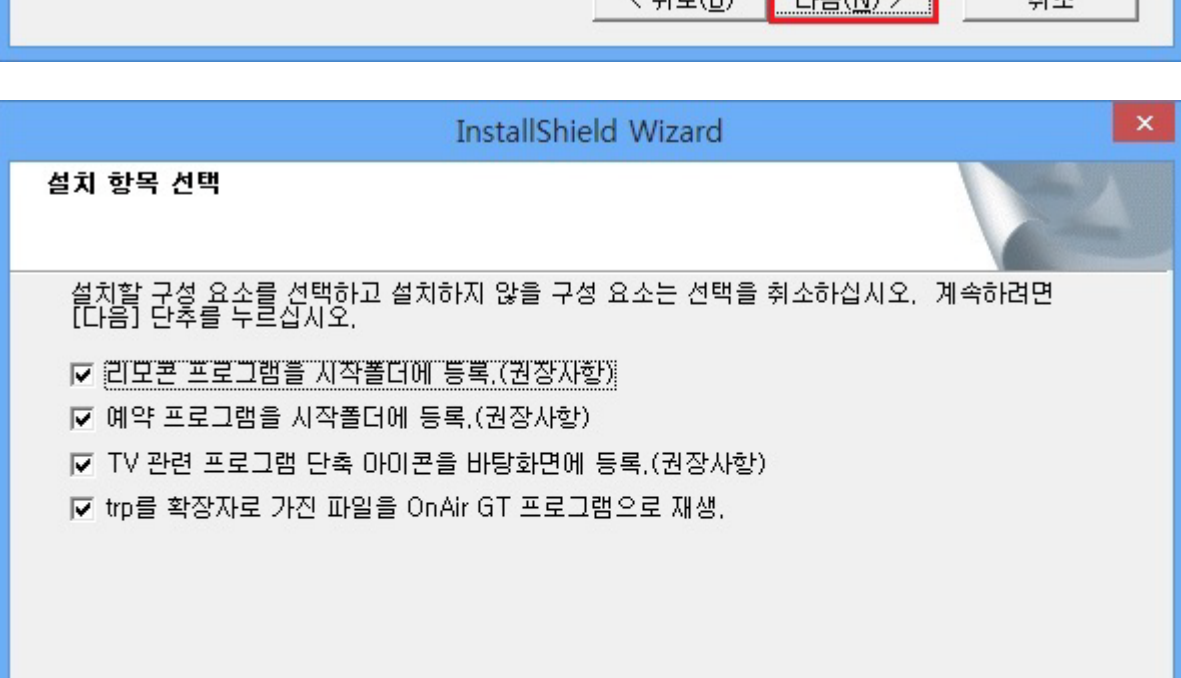 < 뒤로(B) 다음(N) > 취소
InstallShield Wizard
설치 항목 선택
설치할 구성 요소를 선택하고 설치하지 않을 구성 요소는 선택을 취소하십시오. 계속하려면
[다음] 단추를 누르십시오.
리모콘 프로그램을 시작폴더에 등록.(권장사항)
예약 프로그램을 시작폴더에 등록.(권장사항)
TV 관련 프로그램 단축 아이콘을 바탕화면에 등록.(권장사항)
trp를 확장자로 가진 파일을 OnAir GT 프로그램으로 재생.